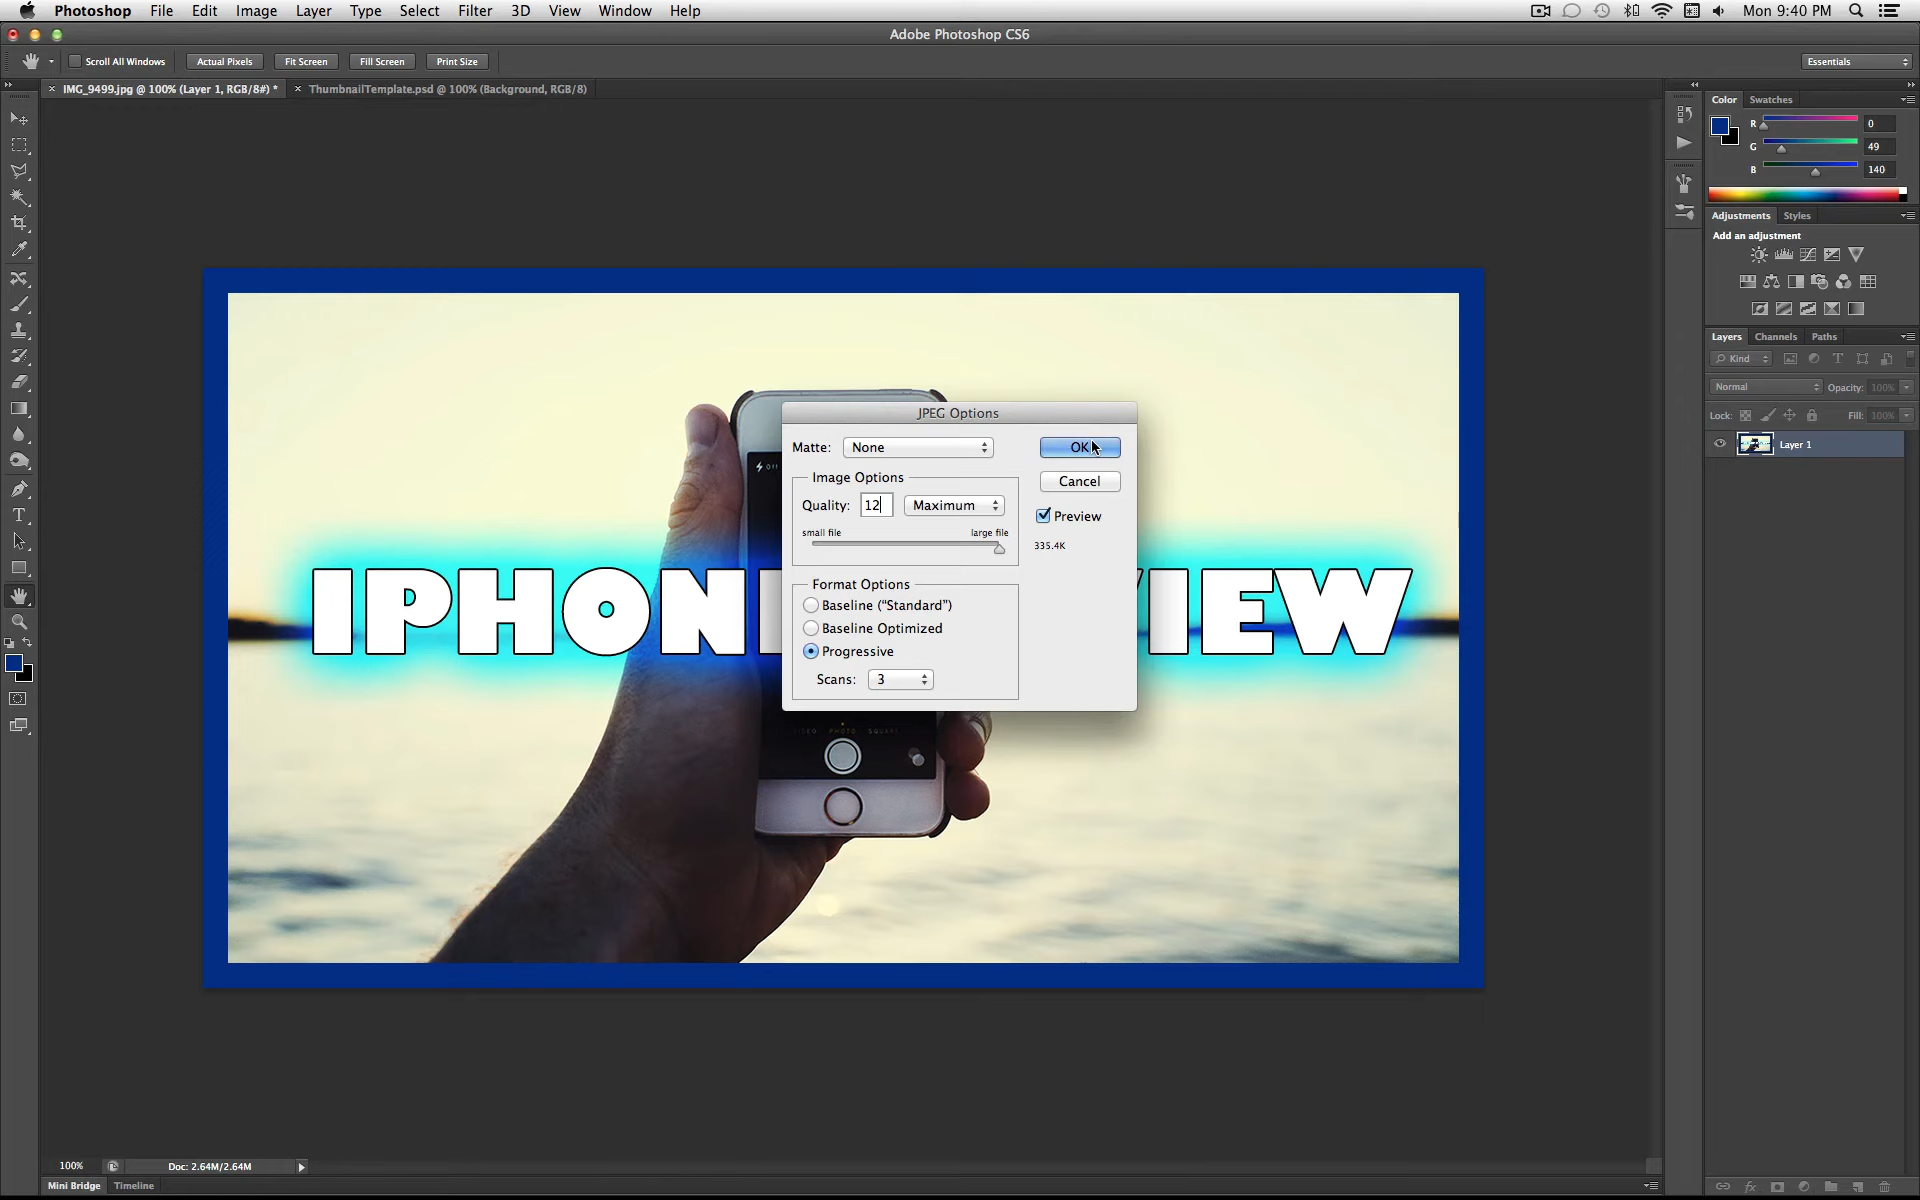 Photoshop File Edit Image Layer Type Select Filter 3D View Window Help Mon 9:40 PM
Adobe Photoshop CS6
Scroll All Windows Actual Pixels Fit Screen Fill Screen Print Size Essentials
IMG_9499.jpg @ 100% (Layer 1, RGB/8#) * ThumbnailTemplate.psd @ 100% (Background, RGB/8)
Color Swatches
R 0
G 49
B 140
Adjustments Styles
Add an adjustment
Layers Channels Paths
Kind
Normal Opacity: 100%
Lock: Fill: 100%
Layer 1
JPEG Options
Matte: None OK
Image Options
Cancel
Quality: 12 Maximum
Preview
small file large file
335.4K
Format Options
Baseline (“Standard”)
Baseline Optimized
Progressive
Scans: 3
Off
IPHON IEW
VIDEO PHOTO SQUARE
100% Doc: 2.64M/2.64M
Mini Bridge Timeline